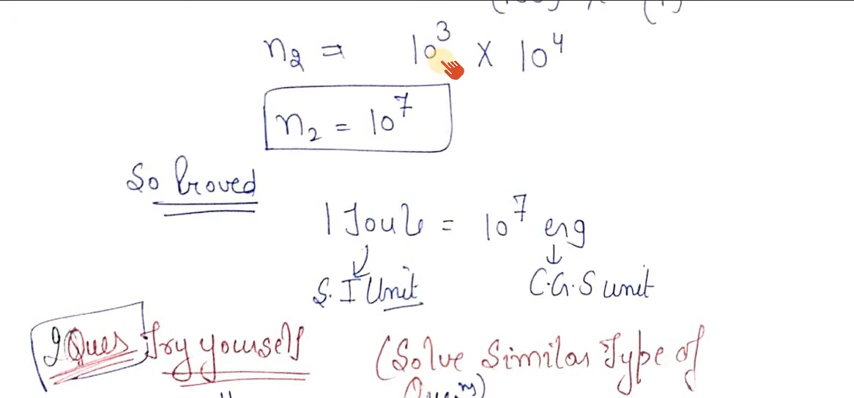 n₂ = 10³ × 10⁴
n₂ = 10⁷
So Proved
1 Joule = 10⁷ erg
S.I Unit C.G.S unit
Ques Try yourself (Solve Similar Type of